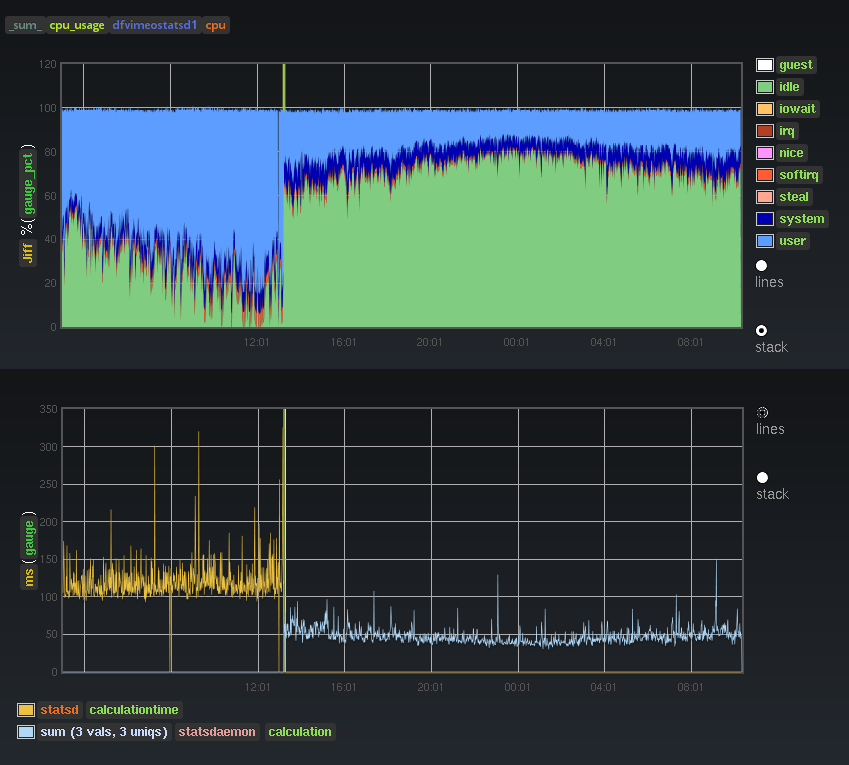 _sum_ cpu_usage dfvimeostatsd1 cpu
120
100
80
60
40
20
0
Jiff %( gauge_pct )
12:01 16:01 20:01 00:01 04:01 08:01
guest
idle
iowait
irq
nice
softirq
steal
system
user
lines
stack
350
300
250
200
150
100
50
0
ms ( gauge )
12:01 16:01 20:01 00:01 04:01 08:01
lines
stack
statsd calculationtime
sum (3 vals, 3 uniqs) statsdaemon calculation